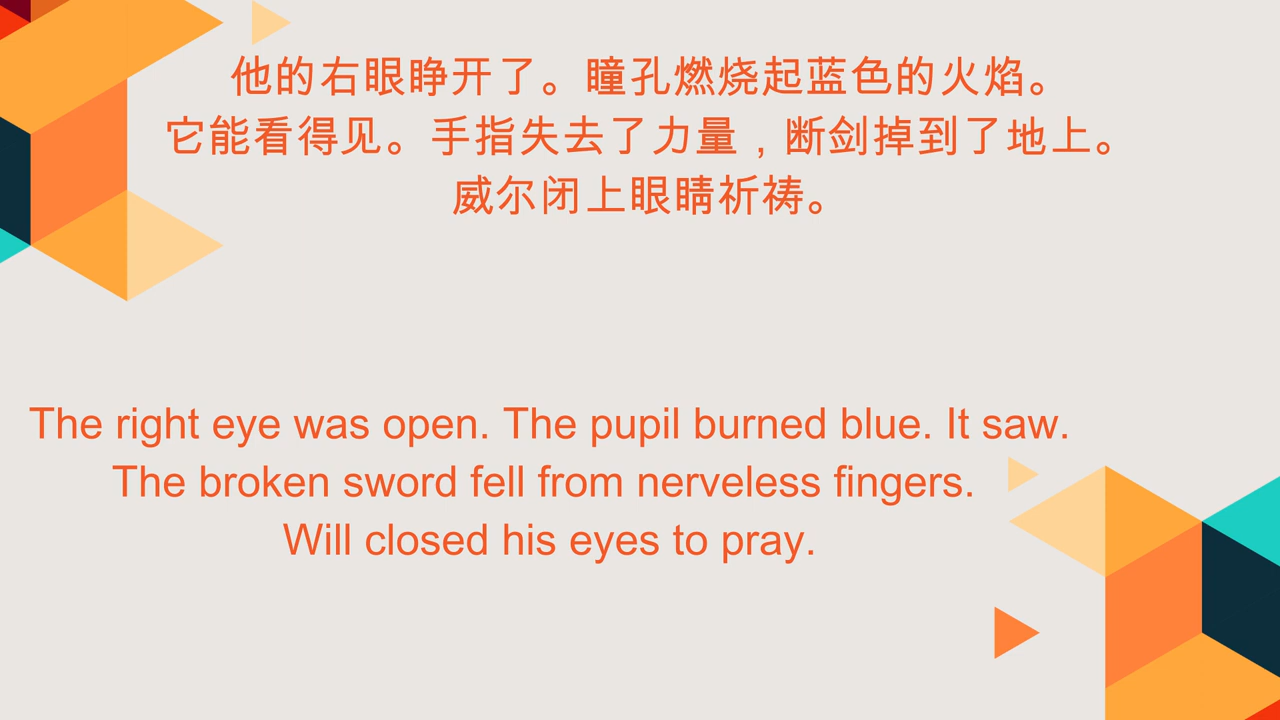 他的右眼睁开了。瞳孔燃烧起蓝色的火焰。
它能看得见。手指失去了力量，断剑掉到了地上。
威尔闭上眼睛祈祷。
The right eye was open. The pupil burned blue. It saw.
The broken sword fell from nerveless fingers.
Will closed his eyes to pray.